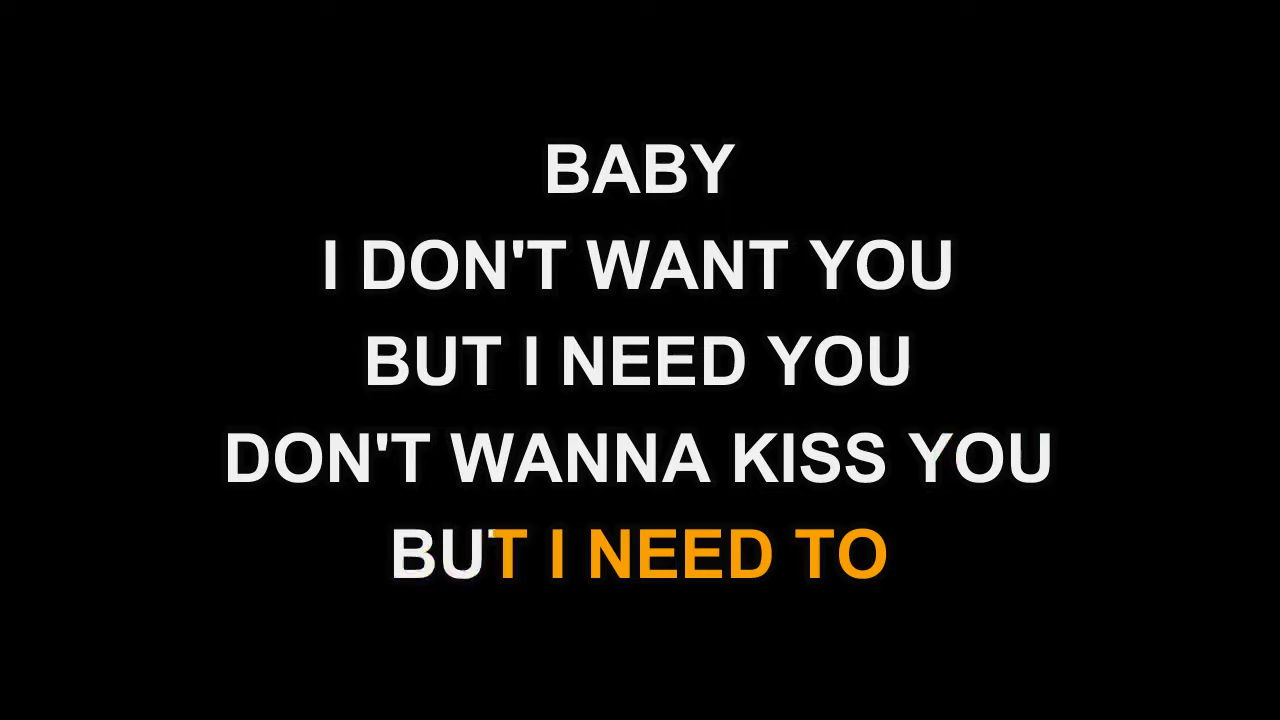 BABY
I DON'T WANT YOU
BUT I NEED YOU
DON'T WANNA KISS YOU
BUT I NEED TO